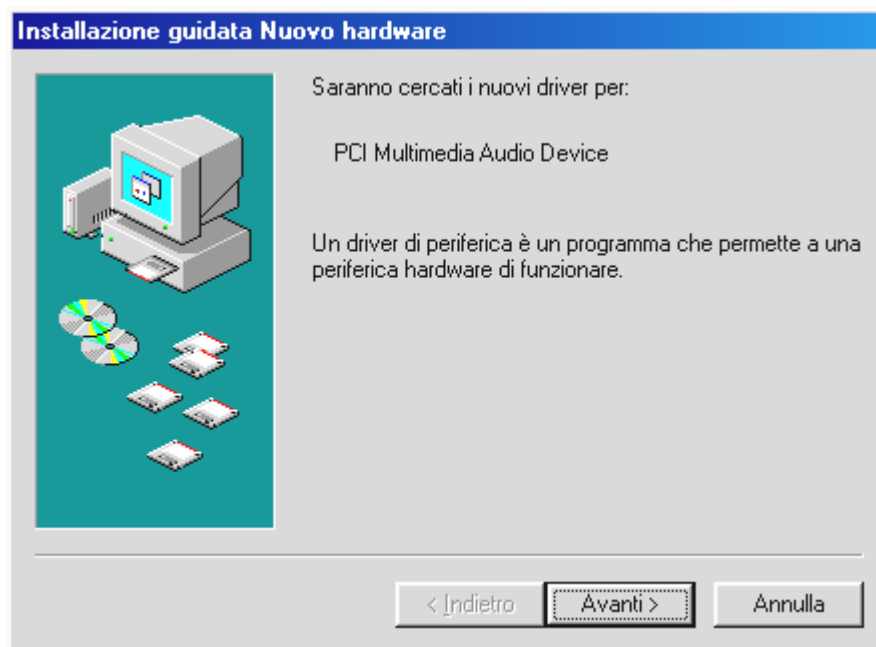 Installazione guidata Nuovo hardware
Saranno cercati i nuovi driver per:
PCI Multimedia Audio Device
Un driver di periferica è un programma che permette a una
periferica hardware di funzionare.
< Indietro
Avanti >
Annulla